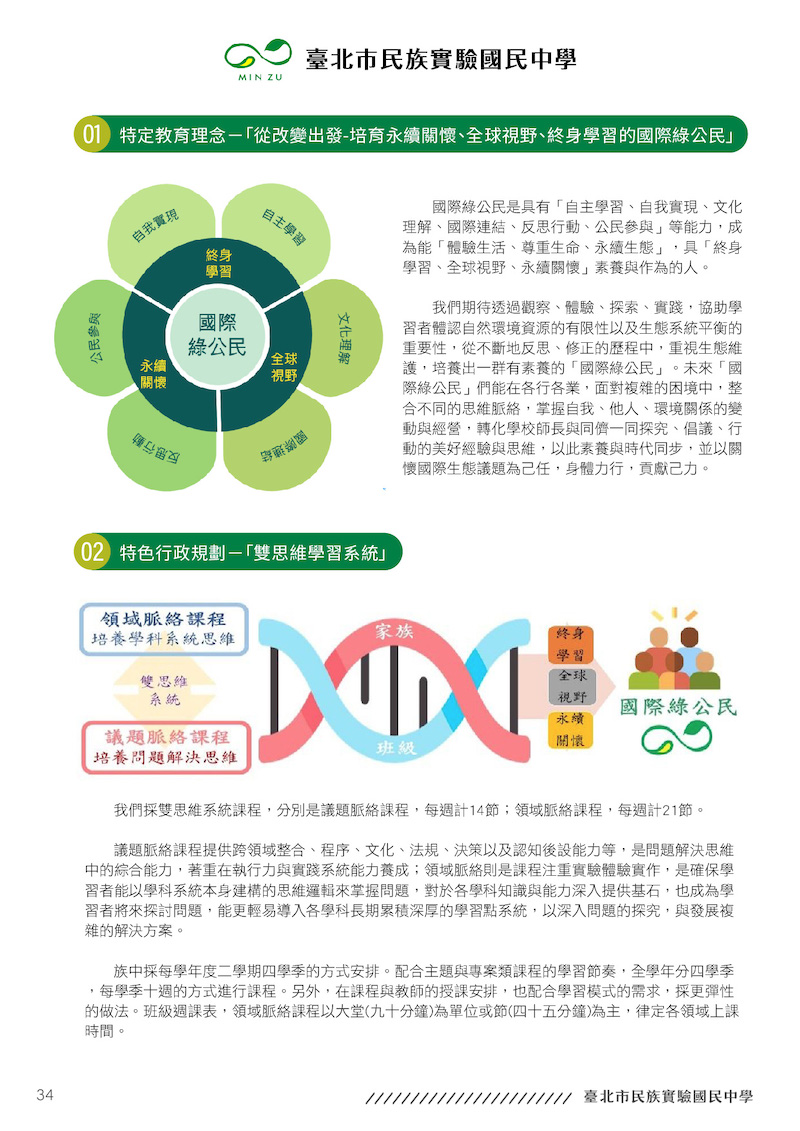 MIN ZU
臺北市民族實驗國民中學
01 特定教育理念－「從改變出發-培育永續關懷、全球視野、終身學習的國際綠公民」
自我實現
自主學習
終身
學習
公民參與
國際
綠公民
文化理解
永續
關懷
全球
視野
反思行動
國際連結
國際綠公民是具有「自主學習、自我實現、文化
理解、國際連結、反思行動、公民參與」等能力，成
為能「體驗生活、尊重生命、永續生態」，具「終身
學習、全球視野、永續關懷」素養與作為的人。
我們期待透過觀察、體驗、探索、實踐，協助學
習者體認自然環境資源的有限性以及生態系統平衡的
重要性，從不斷地反思、修正的歷程中，重視生態維
護，培養出一群有素養的「國際綠公民」。未來「國
際綠公民」們能在各行各業，面對複雜的困境中，整
合不同的思維脈絡，掌握自我、他人、環境關係的變
動與經營，轉化學校師長與同儕一同探究、倡議、行
動的美好經驗與思維，以此素養與時代同步，並以關
懷國際生態議題為己任，身體力行，貢獻己力。
02 特色行政規劃－「雙思維學習系統」
領域脈絡課程
培養學科系統思維
雙思維
系統
議題脈絡課程
培養問題解決思維
家族
班級
終身
學習
全球
視野
永續
關懷
國際綠公民
我們採雙思維系統課程，分別是議題脈絡課程，每週計14節；領域脈絡課程，每週計21節。
議題脈絡課程提供跨領域整合、程序、文化、法規、決策以及認知後設能力等，是問題解決思維
中的綜合能力，著重在執行力與實踐系統能力養成；領域脈絡則是課程注重實驗體驗實作，是確保學
習者能以學科系統本身建構的思維邏輯來掌握問題，對於各學科知識與能力深入提供基石，也成為學
習者將來探討問題，能更輕易導入各學科長期累積深厚的學習點系統，以深入問題的探究，與發展複
雜的解決方案。
族中採每學年度二學期四學季的方式安排。配合主題與專案類課程的學習節奏，全學年分四學季
，每學季十週的方式進行課程。另外，在課程與教師的授課安排，也配合學習模式的需求，採更彈性
的做法。班級週課表，領域脈絡課程以大堂(九十分鐘)為單位或節(四十五分鐘)為主，律定各領域上課
時間。
34
臺北市民族實驗國民中學